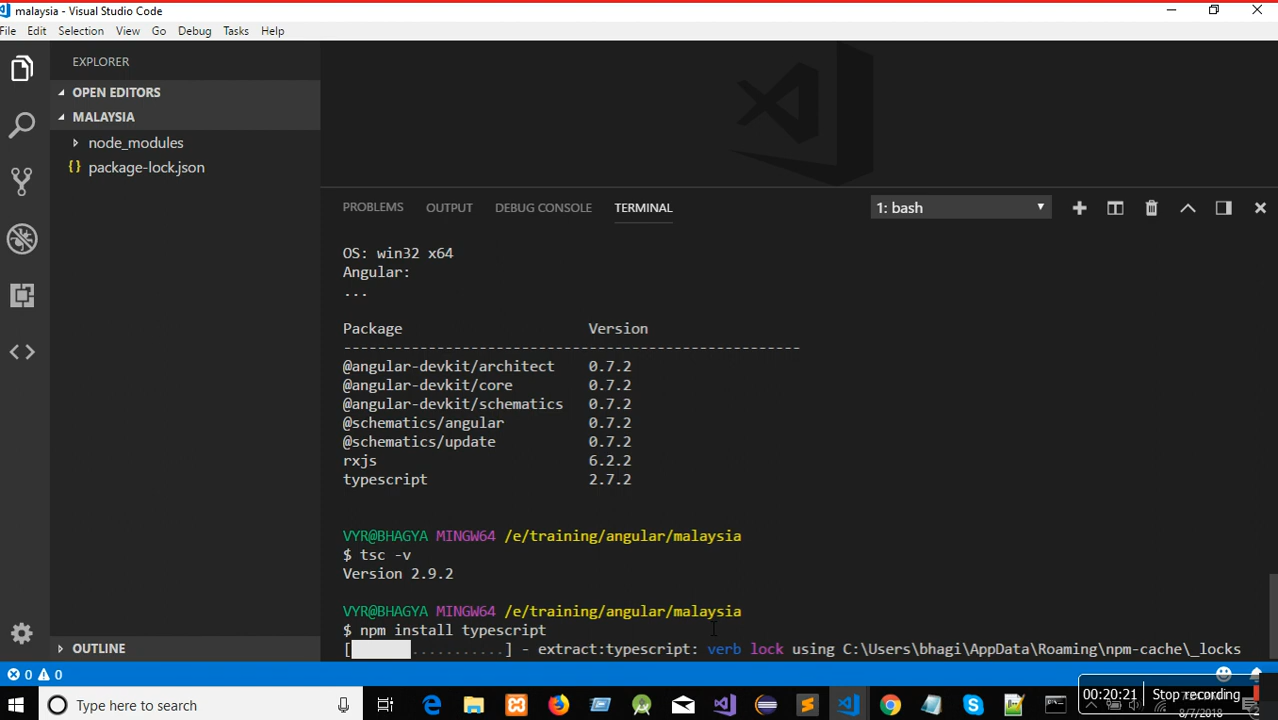 malaysia - Visual Studio Code
File Edit Selection View Go Debug Tasks Help
EXPLORER
OPEN EDITORS
MALAYSIA
node_modules
{} package-lock.json
OUTLINE
PROBLEMS OUTPUT DEBUG CONSOLE TERMINAL
1: bash
OS: win32 x64
Angular:
...
Package Version
------------------------------------------------------
@angular-devkit/architect 0.7.2
@angular-devkit/core 0.7.2
@angular-devkit/schematics 0.7.2
@schematics/angular 0.7.2
@schematics/update 0.7.2
rxjs 6.2.2
typescript 2.7.2
VYR@BHAGYA MINGW64 /e/training/angular/malaysia
$ tsc -v
Version 2.9.2
VYR@BHAGYA MINGW64 /e/training/angular/malaysia
$ npm install typescript
[ ...........] - extract:typescript: verb lock using C:\Users\bhagi\AppData\Roaming\npm-cache\_locks
0 0
Type here to search
00:20:21 Stop recording
8/7/2018